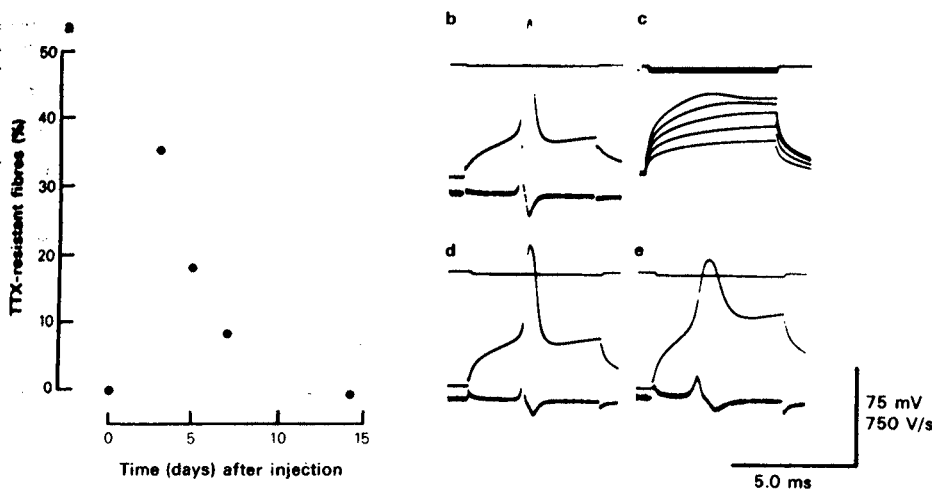 a
50
40
30
20
10
0
TTX-resistant fibres (%)
0 5 10 15
Time (days) after injection
b
c
d
e
75 mV
750 V/s
5.0 ms